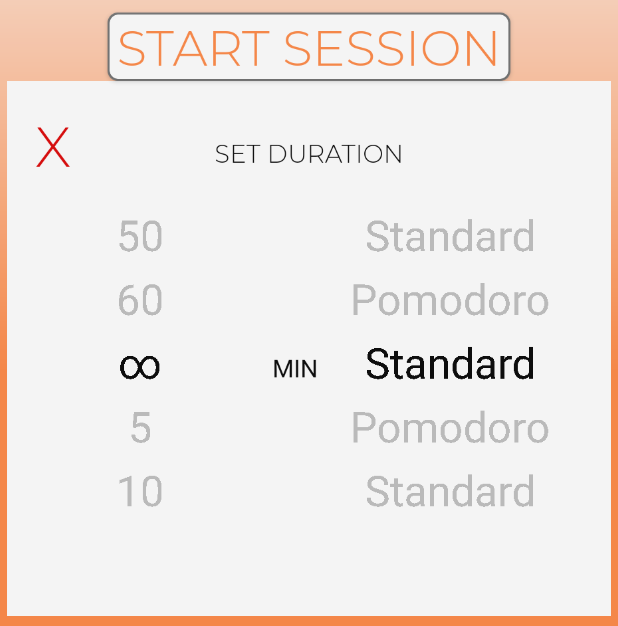 START SESSION
X
SET DURATION
50 Standard
60 Pomodoro
∞ MIN Standard
5 Pomodoro
10 Standard